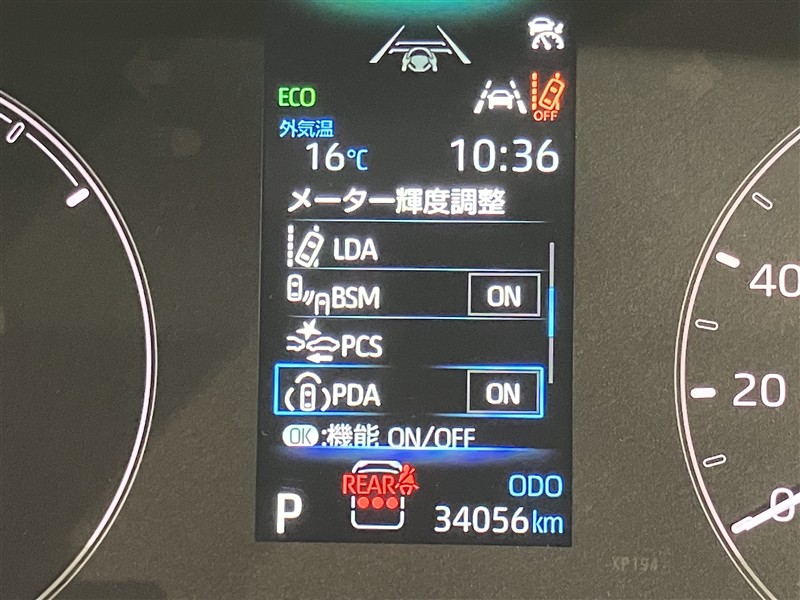 ECO
OFF
外気温
16℃ 10:36
メーター輝度調整
LDA
BSM ON
PCS
PDA ON
OK:機能 ON/OFF
REAR
ODO
P 34056km
40
20
0